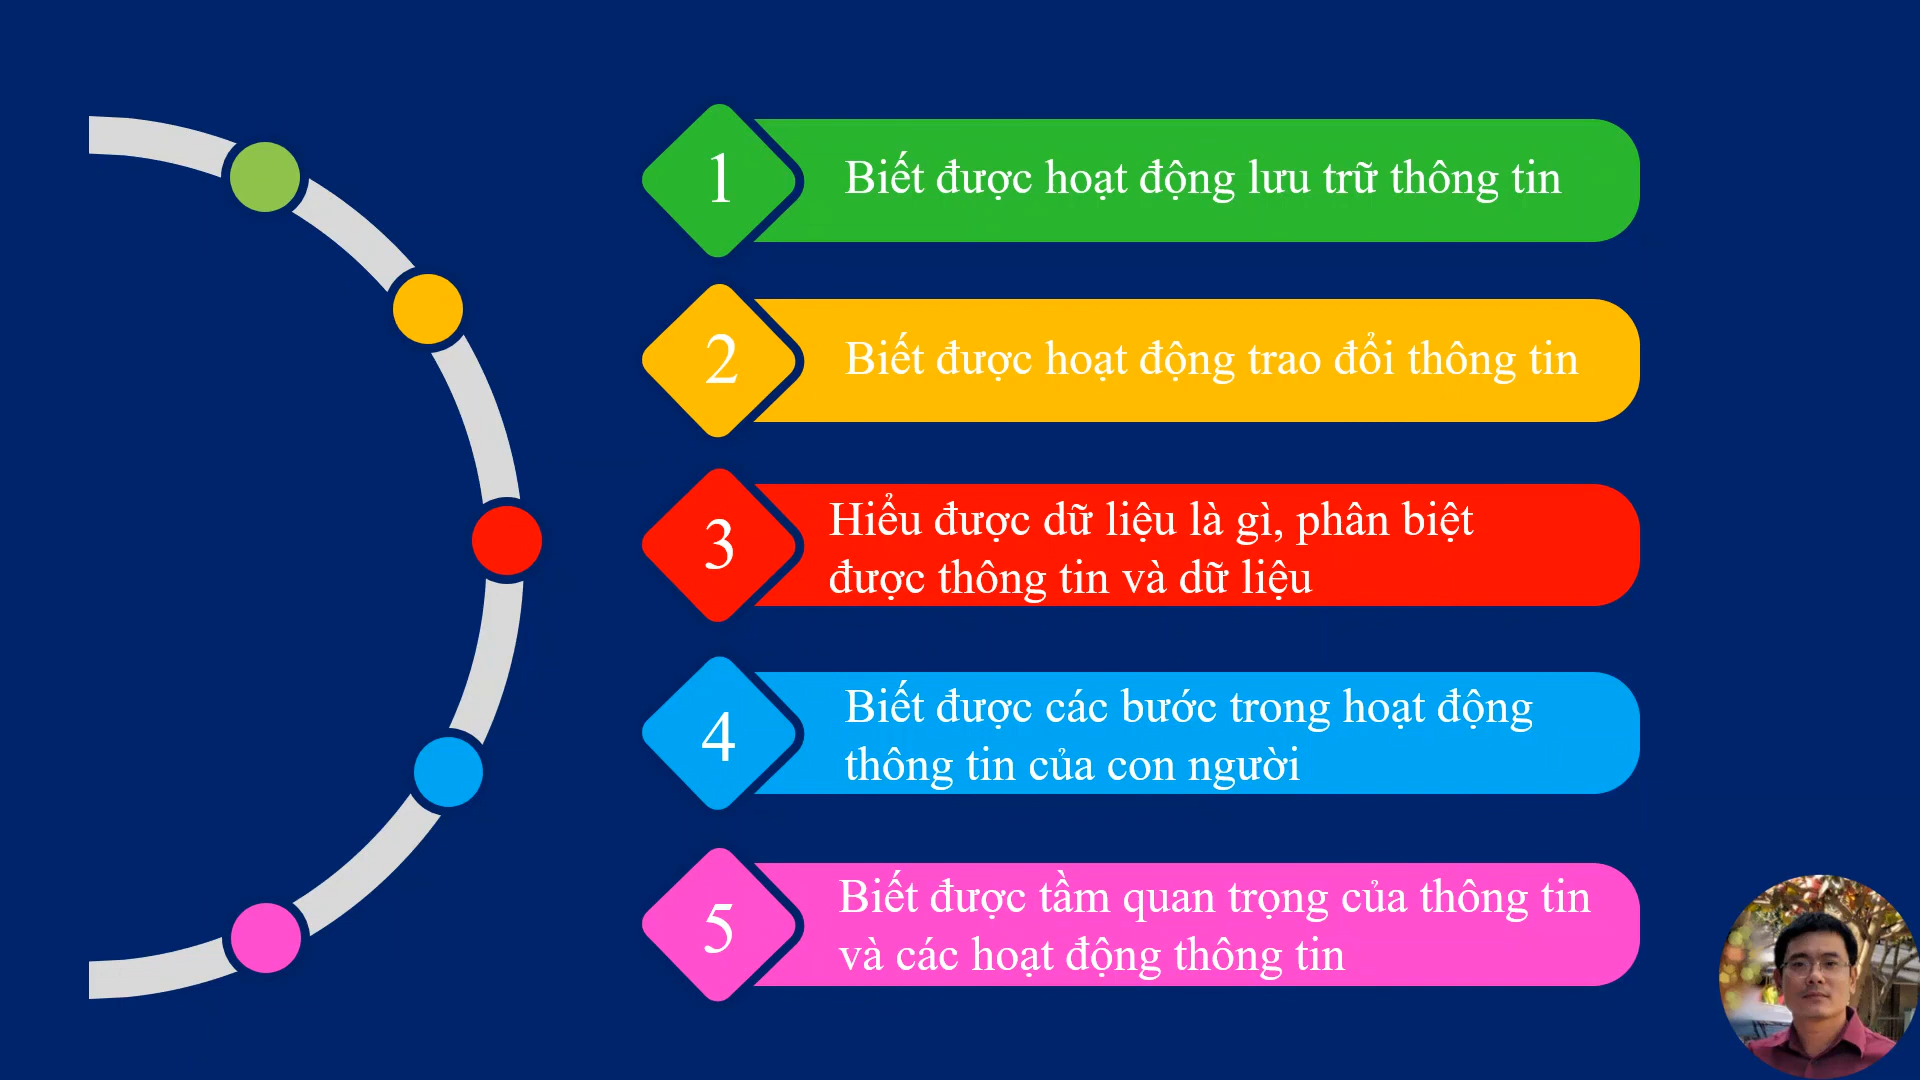 1
Biết được hoạt động lưu trữ thông tin
2
Biết được hoạt động trao đổi thông tin
3
Hiểu được dữ liệu là gì, phân biệt
được thông tin và dữ liệu
4
Biết được các bước trong hoạt động
thông tin của con người
5
Biết được tầm quan trọng của thông tin
và các hoạt động thông tin